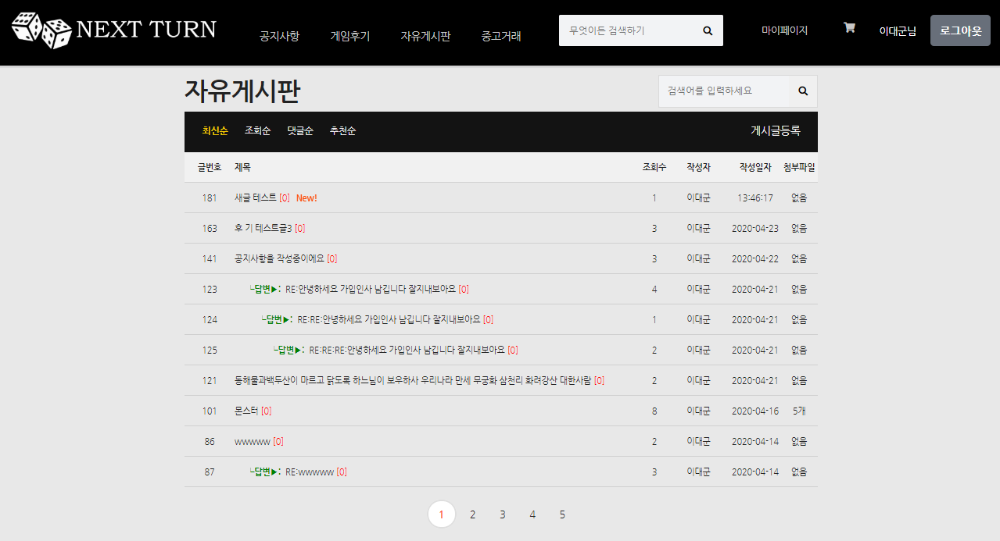 NEXT TURN 공지사항 게임후기 자유게시판 중고거래 무엇이든 검색하기 마이페이지 이대군님 로그아웃
자유게시판 검색어를 입력하세요
최신순 조회순 댓글순 추천순 게시글등록
글번호 제목 조회수 작성자 작성일자 첨부파일
181 새글 테스트 [0] New! 1 이대군 13:46:17 없음
163 후 기 테스트글3 [0] 3 이대군 2020-04-23 없음
141 공지사항을 작성중이에요 [0] 3 이대군 2020-04-22 없음
123 ┗답변▶: RE:안녕하세요 가입인사 남깁니다 잘지내보아요 [0] 4 이대군 2020-04-21 없음
124 ┗답변▶: RE:RE:안녕하세요 가입인사 남깁니다 잘지내보아요 [0] 1 이대군 2020-04-21 없음
125 ┗답변▶: RE:RE:RE:안녕하세요 가입인사 남깁니다 잘지내보아요 [0] 2 이대군 2020-04-21 없음
121 동해물과백두산이 마르고 닭도록 하느님이 보우하사 우리나라 만세 무궁화 삼천리 화려강산 대한사람 [0] 2 이대군 2020-04-21 없음
101 몬스터 [0] 8 이대군 2020-04-16 5개
86 wwwww [0] 2 이대군 2020-04-14 없음
87 ┗답변▶: RE:wwwww [0] 3 이대군 2020-04-14 없음
1 2 3 4 5